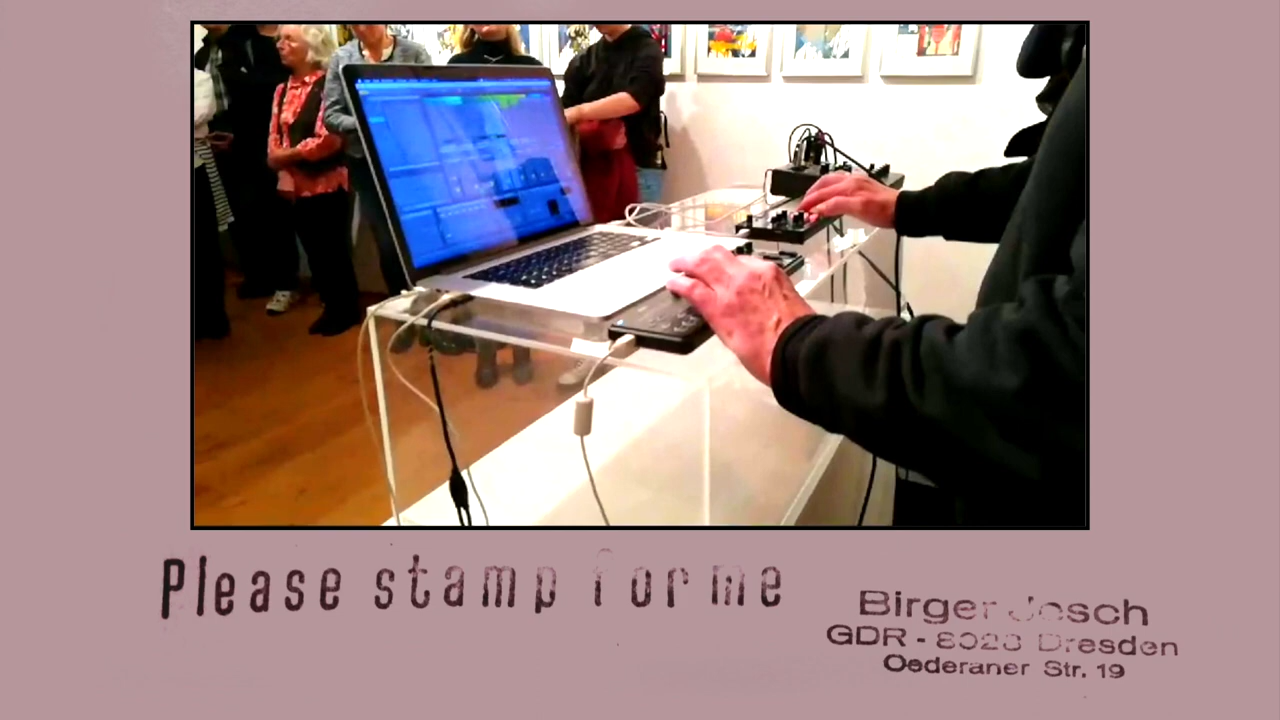 Please stamp for me
Birger Jesch
GDR - 8023 Dresden
Oederaner Str. 19